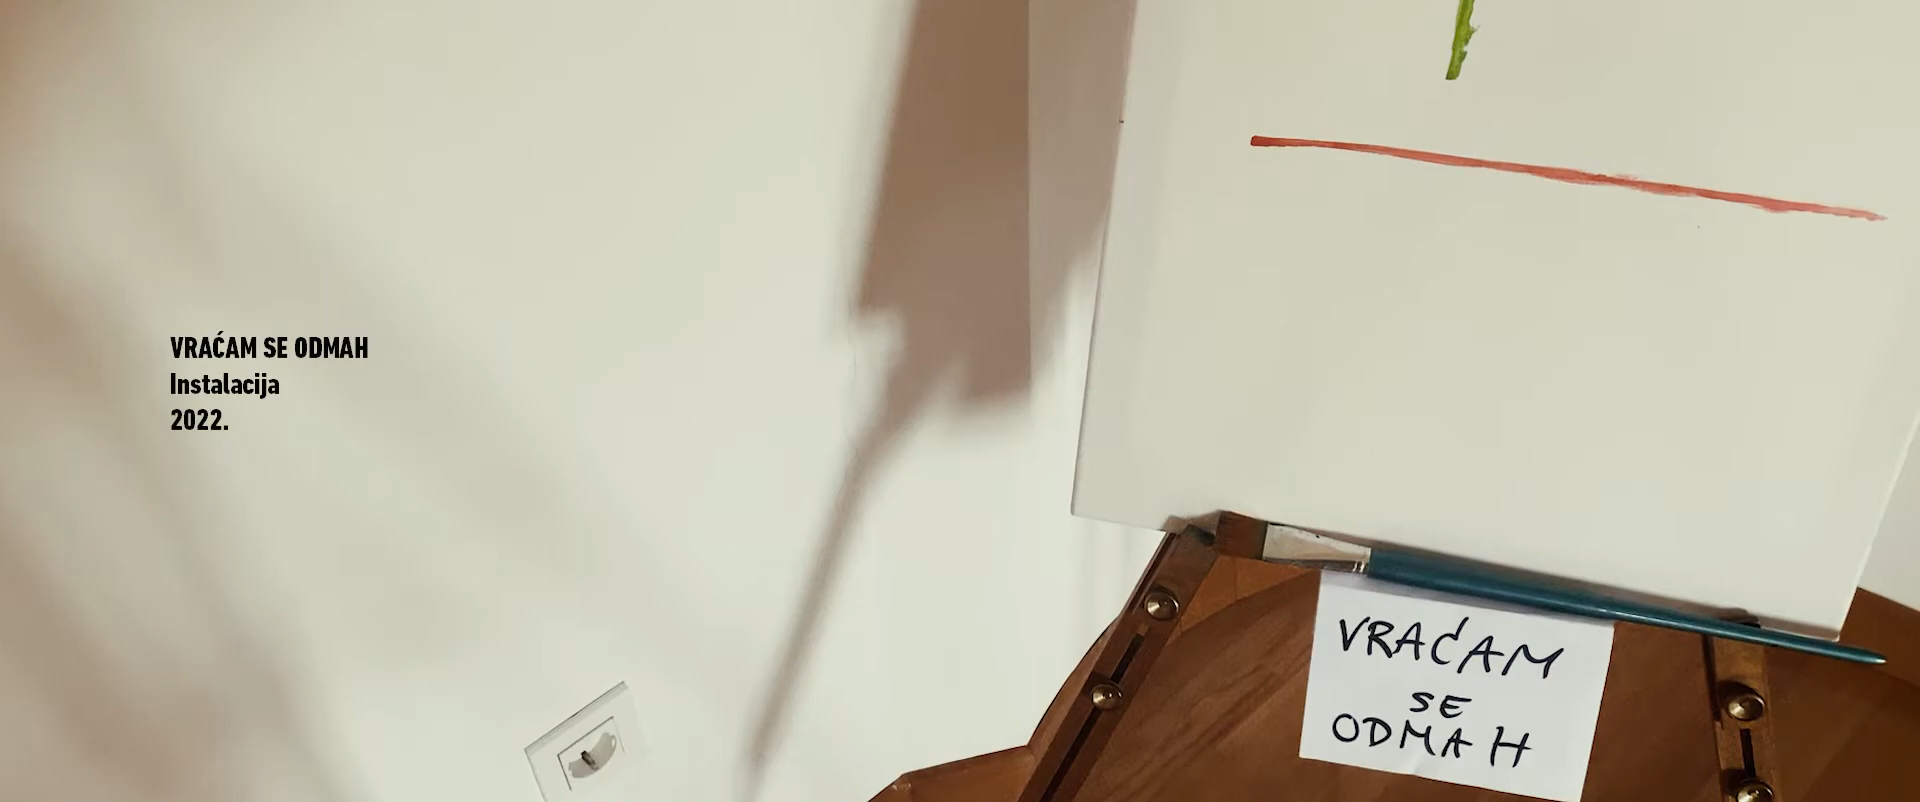 VRAĆAM SE ODMAH
Instalacija
2022.
VRAĆAM
SE
ODMAH